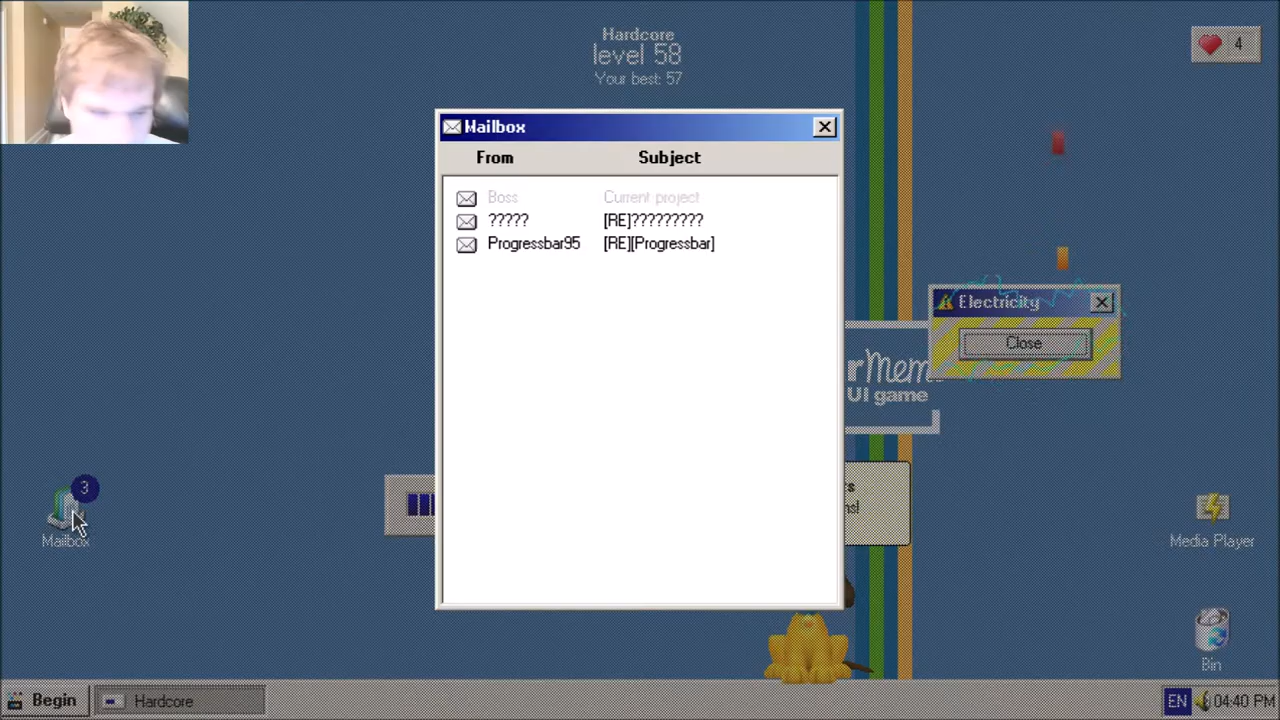 Hardcore
level 58
Your best: 57
4
Mailbox
From Subject
Boss Current project
????? [RE]?????????
Progressbar95 [RE][Progressbar]
Electricity
Close
UI game
3
Mailbox
Media Player
Bin
Begin
Hardcore
EN 04:40 PM